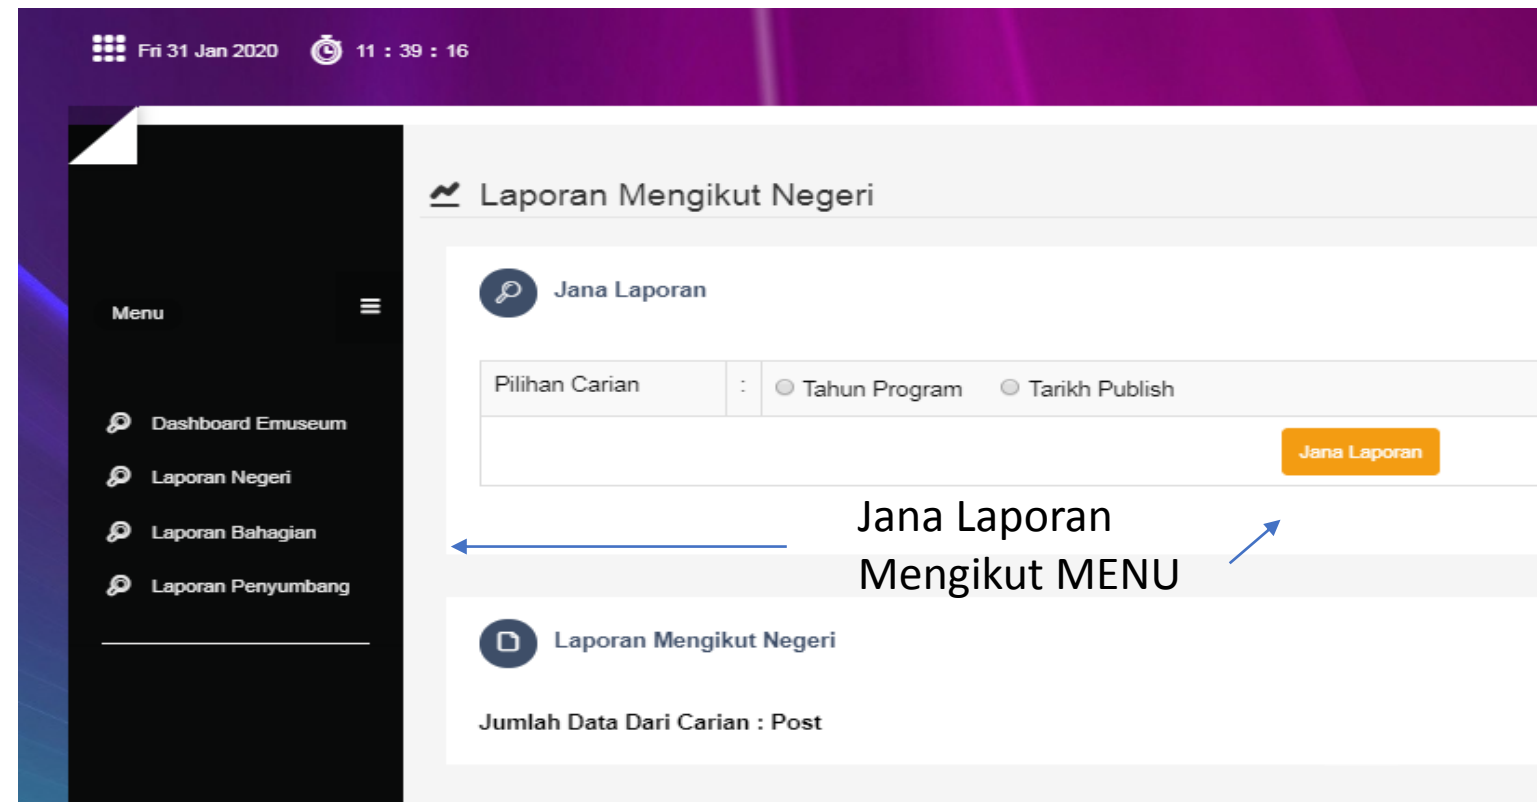 Fri 31 Jan 2020 11 : 39 : 16
Laporan Mengikut Negeri
Menu
Dashboard Emuseum
Laporan Negeri
Laporan Bahagian
Laporan Penyumbang
Jana Laporan
Pilihan Carian : Tahun Program Tarikh Publish
Jana Laporan
Jana Laporan
Mengikut MENU
Laporan Mengikut Negeri
Jumlah Data Dari Carian : Post